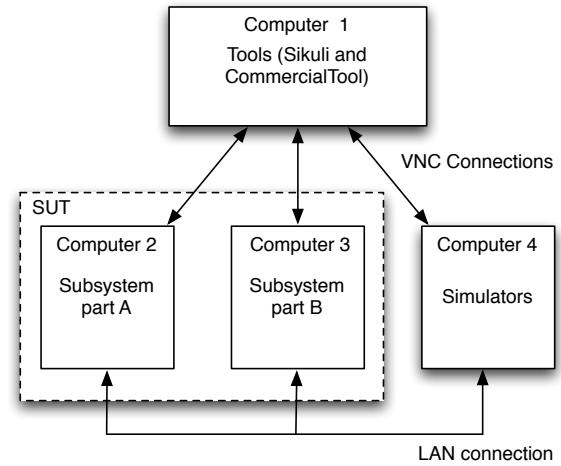 Computer 1
Tools (Sikuli and
CommercialTool)
VNC Connections
SUT
Computer 2
Subsystem
part A
Computer 3
Subsystem
part B
Computer 4
Simulators
LAN connection